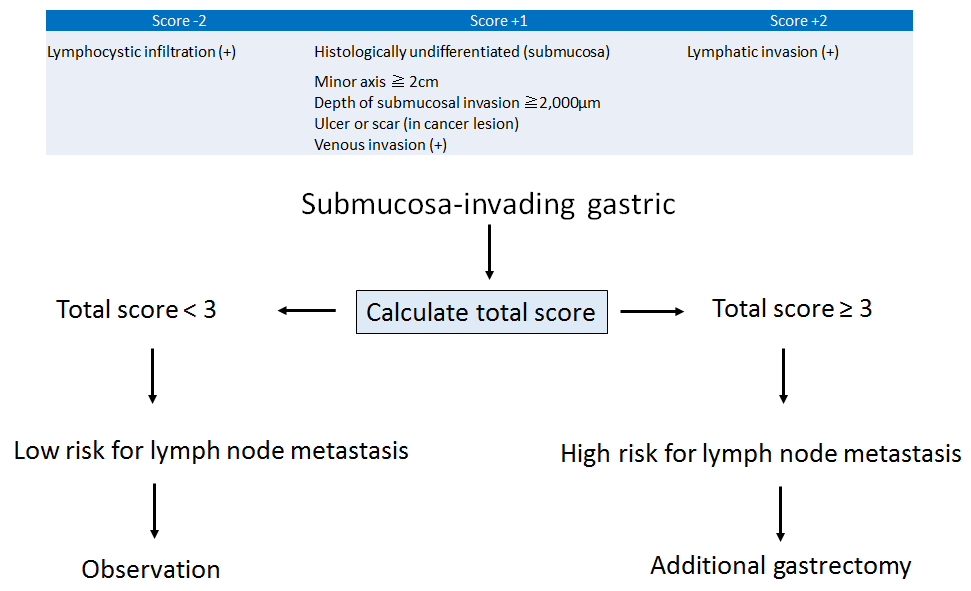 Score -2
Score +1
Score +2
Lymphocystic infiltration (+)
Histologically undifferentiated (submucosa)
Lymphatic invasion (+)
Minor axis ≧ 2cm
Depth of submucosal invasion ≧2,000μm
Ulcer or scar (in cancer lesion)
Venous invasion (+)
Submucosa-invading gastric
Total score < 3
Calculate total score
Total score ≥ 3
Low risk for lymph node metastasis
High risk for lymph node metastasis
Observation
Additional gastrectomy